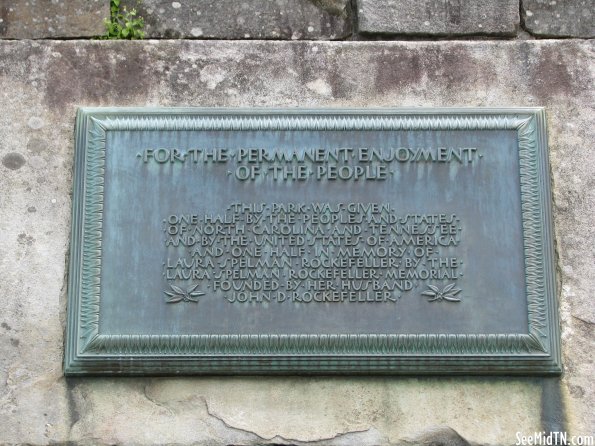 ·FOR·THE·PERMANENT·ENJOYMENT·
·OF·THE·PEOPLE·
·THIS·PARK·WAS·GIVEN·
·ONE·HALF·BY·THE·PEOPLES·AND·STATES·
·OF·NORTH·CAROLINA·AND·TENNESSEE·
·AND·BY·THE·UNITED·STATES·OF·AMERICA·
·AND·ONE·HALF·IN·MEMORY·OF·
·LAURA·SPELMAN·ROCKEFELLER·BY·THE·
·LAURA·SPELMAN·ROCKEFELLER·MEMORIAL·
·FOUNDED·BY·HER·HUSBAND·
·JOHN·D·ROCKEFELLER·
SeeMidTN.com